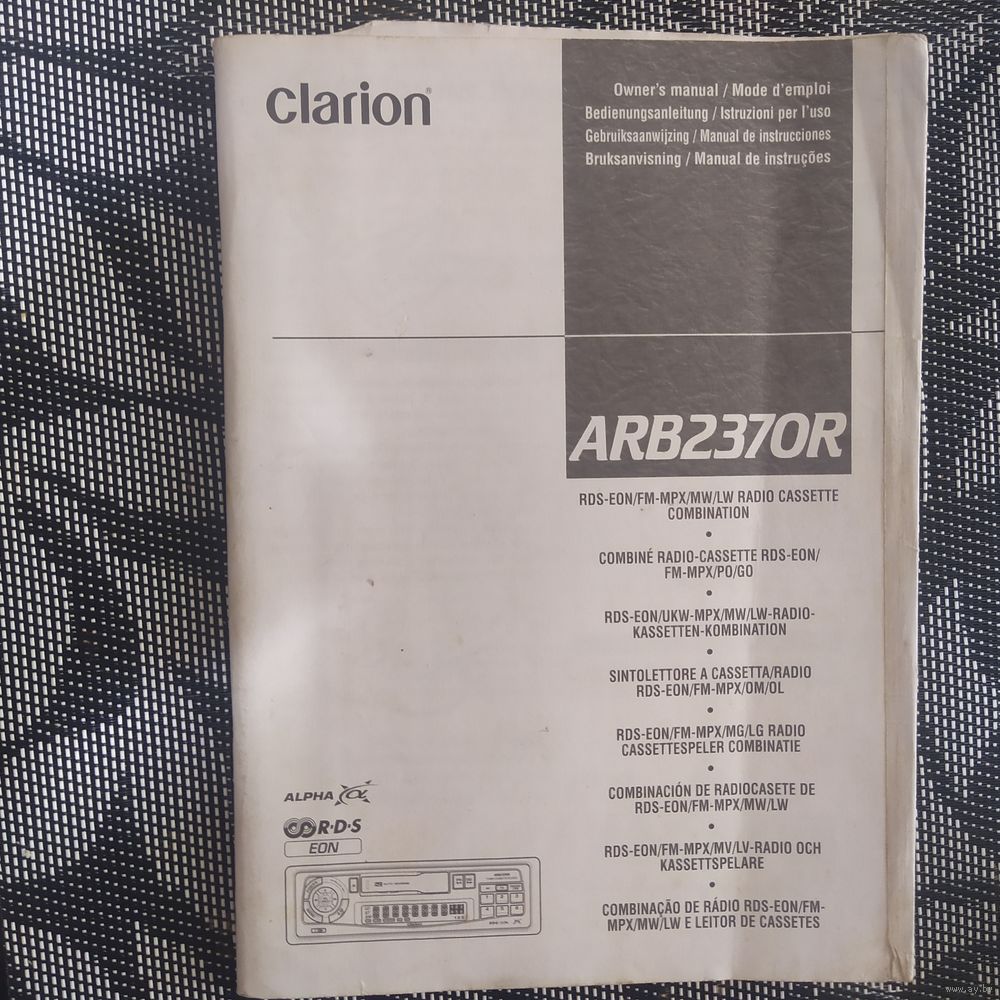 Clarion®
Owner's manual / Mode d'emploi
Bedienungsanleitung / Istruzioni per l'uso
Gebruiksaanwijzing / Manual de instrucciones
Bruksanvisning / Manual de instruções
ARB2370R
RDS-EON/FM-MPX/MW/LW RADIO CASSETTE
COMBINATION
•
COMBINÉ RADIO-CASSETTE RDS-EON/
FM-MPX/PO/GO
•
RDS-EON/UKW-MPX/MW/LW-RADIO-
KASSETTEN-KOMBINATION
•
SINTOLETTORE A CASSETTA/RADIO
RDS-EON/FM-MPX/OM/OL
•
RDS-EON/FM-MPX/MG/LG RADIO
CASSETTESPELER COMBINATIE
•
COMBINACIÓN DE RADIOCASETE DE
RDS-EON/FM-MPX/MW/LW
•
RDS-EON/FM-MPX/MV/LV-RADIO OCH
KASSETTSPELARE
•
COMBINAÇÃO DE RÁDIO RDS-EON/FM-
MPX/MW/LW E LEITOR DE CASSETES
ALPHA
R·D·S
EON
www.ay.by